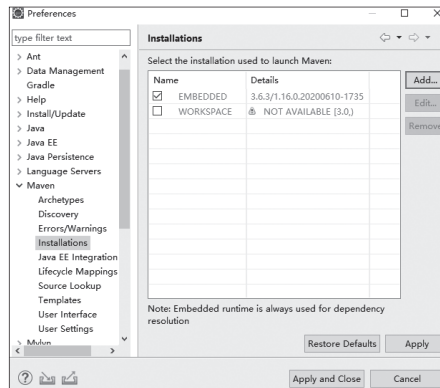 Preferences
type filter text
Ant
Data Management
Gradle
Help
Install/Update
Java
Java EE
Java Persistence
Language Servers
Maven
Archetypes
Discovery
Errors/Warnings
Installations
Java EE Integration
Lifecycle Mappings
Source Lookup
Templates
User Interface
User Settings
Mylyn
Installations
Select the installation used to launch Maven:
Name Details
EMBEDDED 3.6.3/1.16.0.20200610-1735
WORKSPACE NOT AVAILABLE [3.0,)
Add...
Edit...
Remove
Note: Embedded runtime is always used for dependency
resolution
Restore Defaults Apply
Apply and Close Cancel